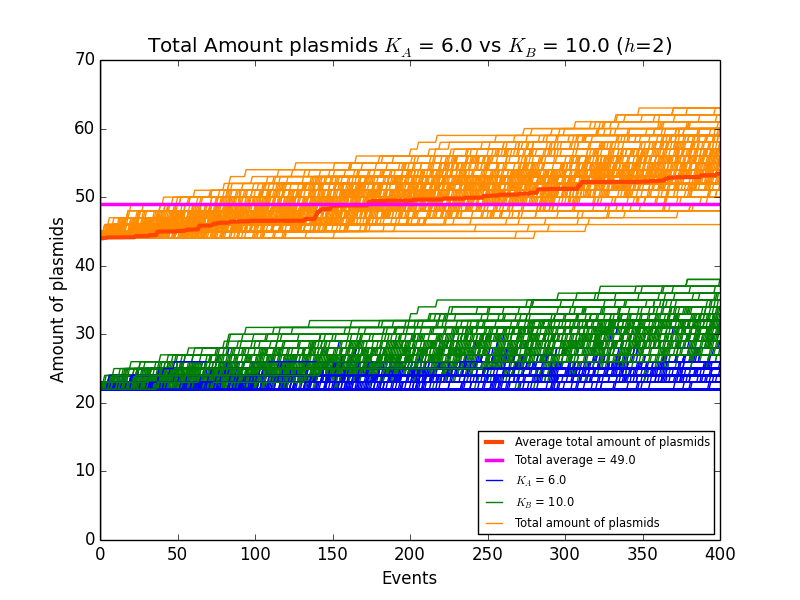 Total Amount plasmids K_A = 6.0 vs K_B = 10.0 (h=2)
70
60
50
40
30
20
10
0
Amount of plasmids
Average total amount of plasmids
Total average = 49.0
K_A = 6.0
K_B = 10.0
Total amount of plasmids
0 50 100 150 200 250 300 350 400
Events